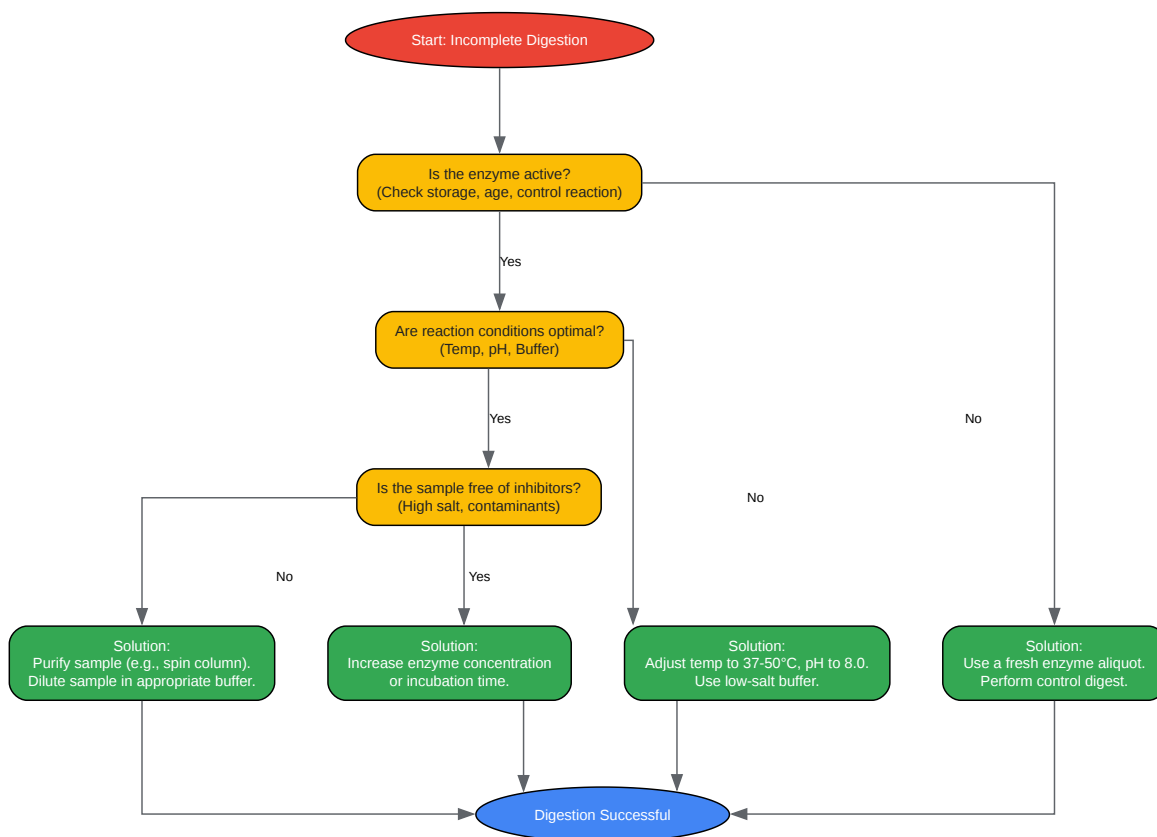 Start: Incomplete Digestion
Is the enzyme active?
(Check storage, age, control reaction)
Yes
Are reaction conditions optimal?
(Temp, pH, Buffer)
Yes
No
Is the sample free of inhibitors?
(High salt, contaminants)
No
No
Yes
Solution:
Purify sample (e.g., spin column).
Dilute sample in appropriate buffer.
Solution:
Increase enzyme concentration
or incubation time.
Solution:
Adjust temp to 37-50°C, pH to 8.0.
Use low-salt buffer.
Solution:
Use a fresh enzyme aliquot.
Perform control digest.
Digestion Successful